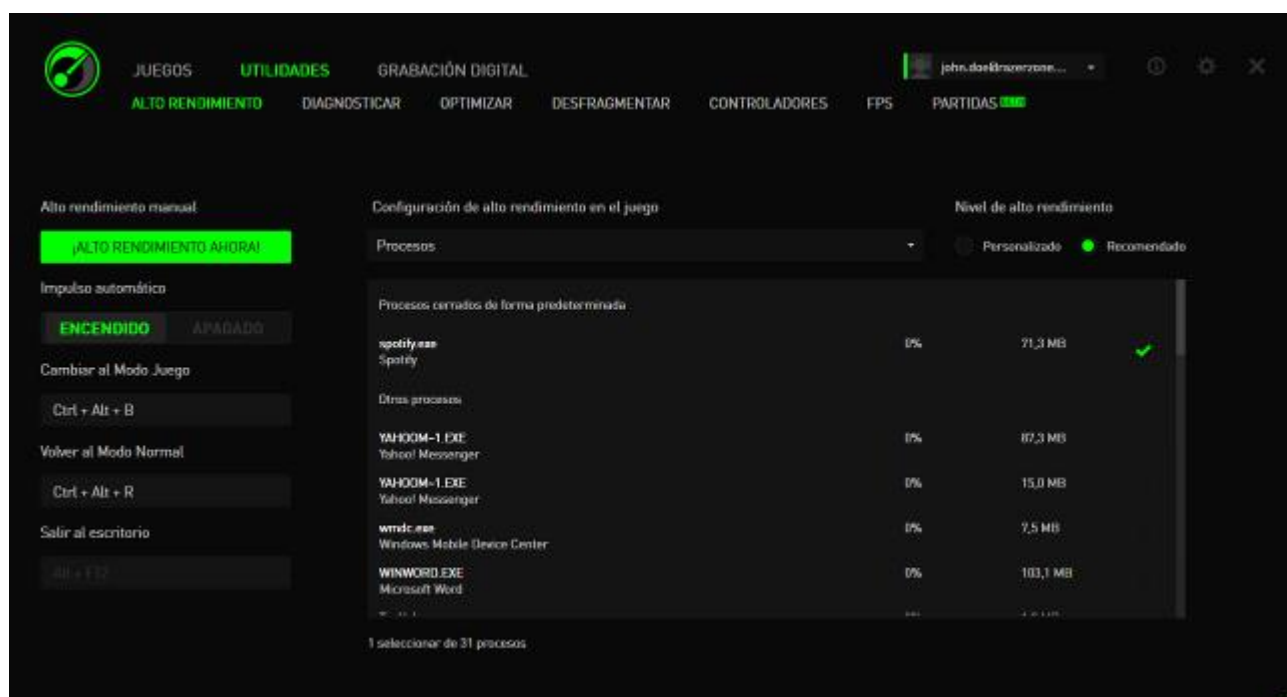 JUEGOS UTILIDADES GRABACIÓN DIGITAL
ALTO RENDIMIENTO DIAGNOSTICAR OPTIMIZAR DESFRAGMENTAR CONTROLADORES FPS PARTIDAS
Alto rendimiento manual
¡ALTO RENDIMIENTO AHORA!
Impulso automático
ENCENDIDO APAGADO
Cambiar al Modo Juego
Ctrl + Alt + B
Volver al Modo Normal
Ctrl + Alt + R
Salir al escritorio
Alt + F12
Configuración de alto rendimiento en el juego
Procesos
Nivel de alto rendimiento
Personalizado Recomendado
Procesos cerrados de forma predeterminada
spotify.exe 0% 71,3 MB
Spotify
Otros procesos
YAHOOM~1.EXE 0% 87,3 MB
Yahoo! Messenger
YAHOOM~1.EXE 0% 15,0 MB
Yahoo! Messenger
wmdc.exe 0% 7,5 MB
Windows Mobile Device Center
WINWORD.EXE 0% 103,1 MB
Microsoft Word
1 seleccionar de 31 procesos